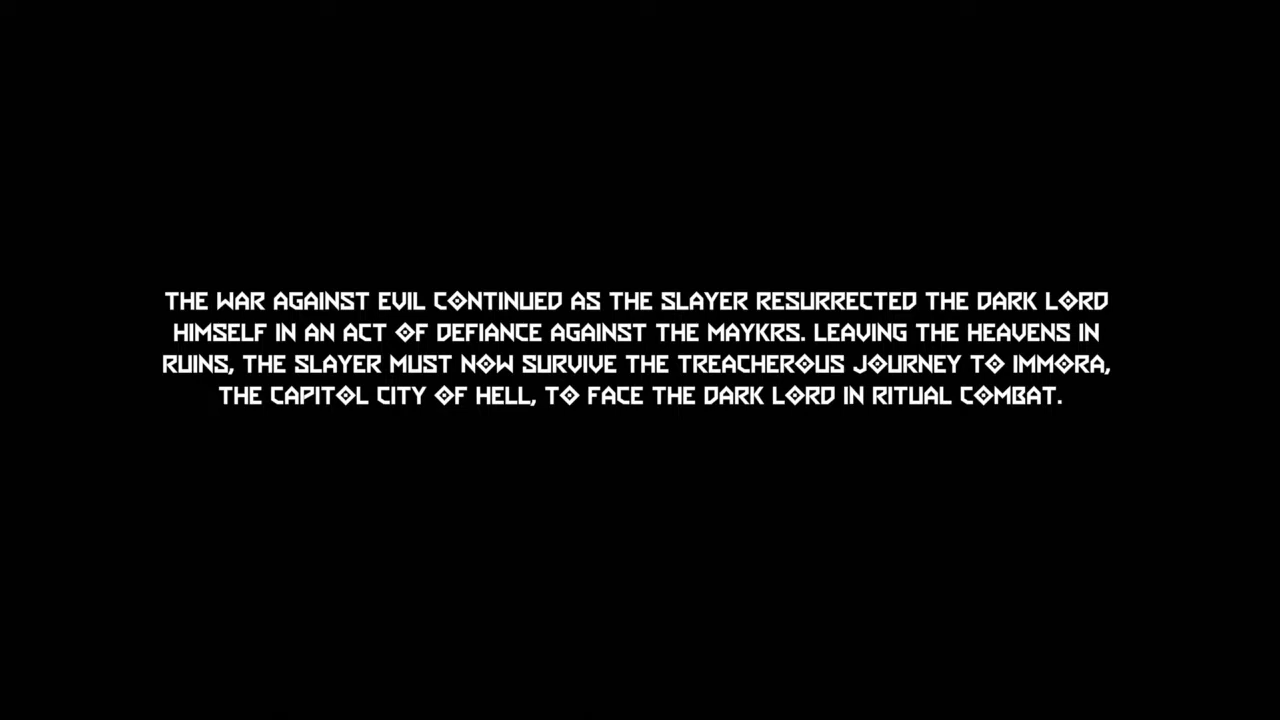 THE WAR AGAINST EVIL CONTINUED AS THE SLAYER RESURRECTED THE DARK LORD
HIMSELF IN AN ACT OF DEFIANCE AGAINST THE MAYKRS. LEAVING THE HEAVENS IN
RUINS, THE SLAYER MUST NOW SURVIVE THE TREACHEROUS JOURNEY TO IMMORA,
THE CAPITOL CITY OF HELL, TO FACE THE DARK LORD IN RITUAL COMBAT.